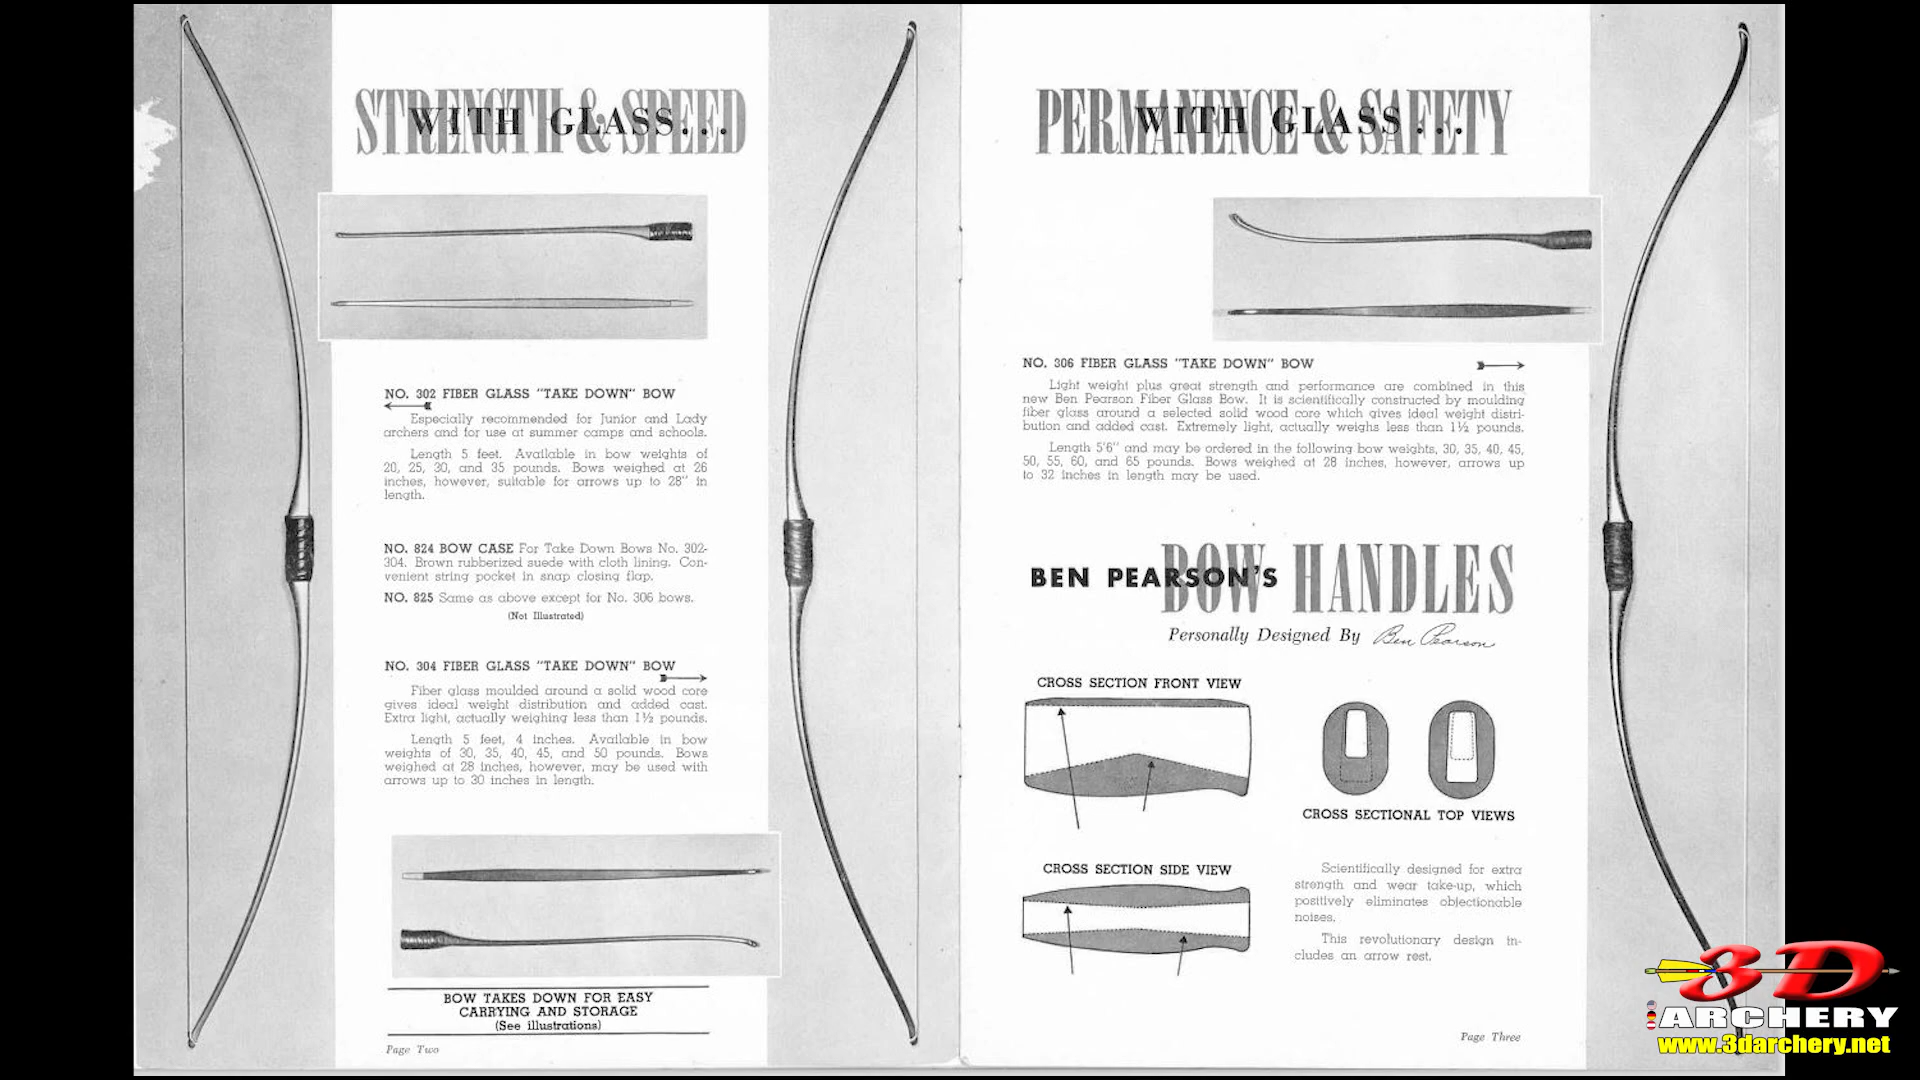 STRENGTH & SPEED
WITH GLASS...
NO. 302 FIBER GLASS "TAKE DOWN" BOW
Especially recommended for Junior and Lady
archers and for use at summer camps and schools.
Length 5 feet. Available in bow weights of
20, 25, 30, and 35 pounds. Bows weighed at 26
inches, however, suitable for arrows up to 28" in
length.
NO. 824 BOW CASE For Take Down Bows No. 302-
304. Brown rubberized suede with cloth lining. Con-
venient string pocket in snap closing flap.
NO. 825 Same as above except for No. 306 bows.
(Not Illustrated)
NO. 304 FIBER GLASS "TAKE DOWN" BOW
Fiber glass moulded around a solid wood core
gives ideal weight distribution and added cast.
Extra light, actually weighing less than 1½ pounds.
Length 5 feet, 4 inches. Available in bow
weights of 30, 35, 40, 45, and 50 pounds. Bows
weighed at 28 inches, however, may be used with
arrows up to 30 inches in length.
BOW TAKES DOWN FOR EASY
CARRYING AND STORAGE
(See illustrations)
Page Two
PERMANENCE & SAFETY
WITH GLASS...
NO. 306 FIBER GLASS "TAKE DOWN" BOW
Light weight plus great strength and performance are combined in this
new Ben Pearson Fiber Glass Bow. It is scientifically constructed by moulding
fiber glass around a selected solid wood core which gives ideal weight distri-
bution and added cast. Extremely light, actually weighs less than 1½ pounds.
Length 5'6" and may be ordered in the following bow weights, 30, 35, 40, 45,
50, 55, 60, and 65 pounds. Bows weighed at 28 inches, however, arrows up
to 32 inches in length may be used.
BEN PEARSON'S BOW HANDLES
Personally Designed By Ben Pearson
CROSS SECTION FRONT VIEW
CROSS SECTIONAL TOP VIEWS
CROSS SECTION SIDE VIEW
Scientifically designed for extra
strength and wear take-up, which
positively eliminates objectionable
noises.
This revolutionary design in-
cludes an arrow rest.
Page Three
3D
ARCHERY
www.3darchery.net